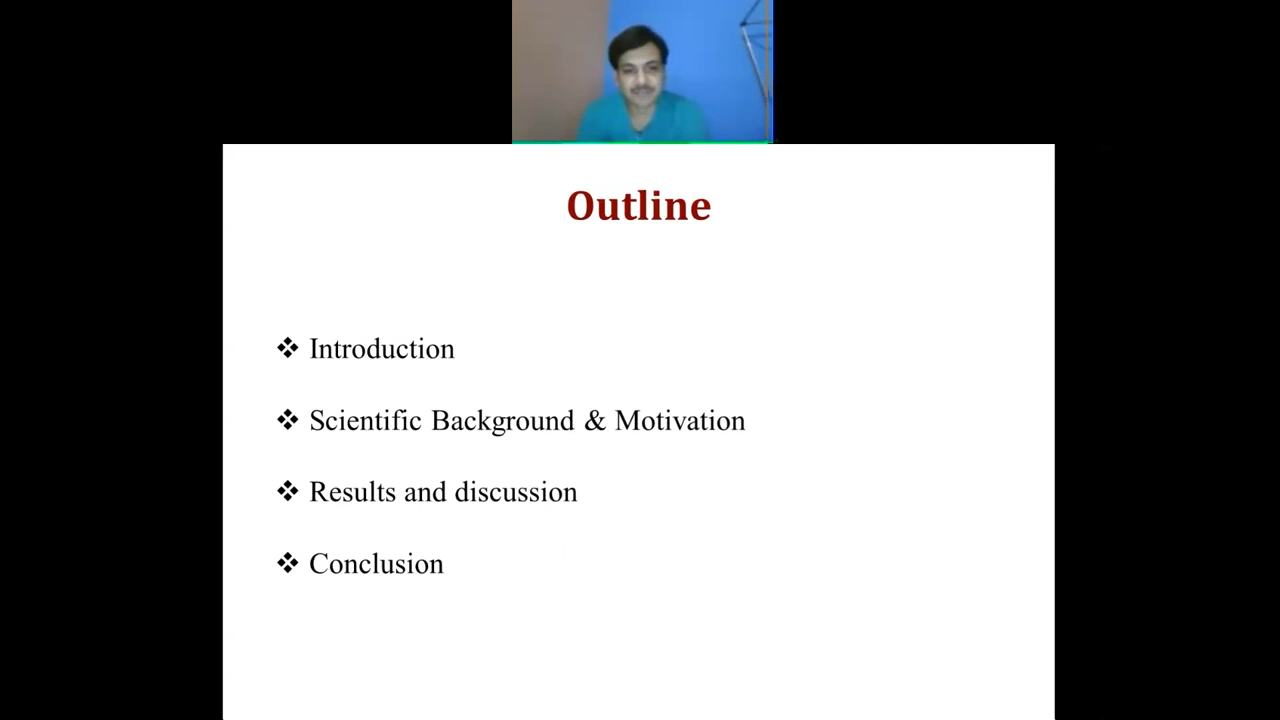 Outline
❖ Introduction
❖ Scientific Background & Motivation
❖ Results and discussion
❖ Conclusion